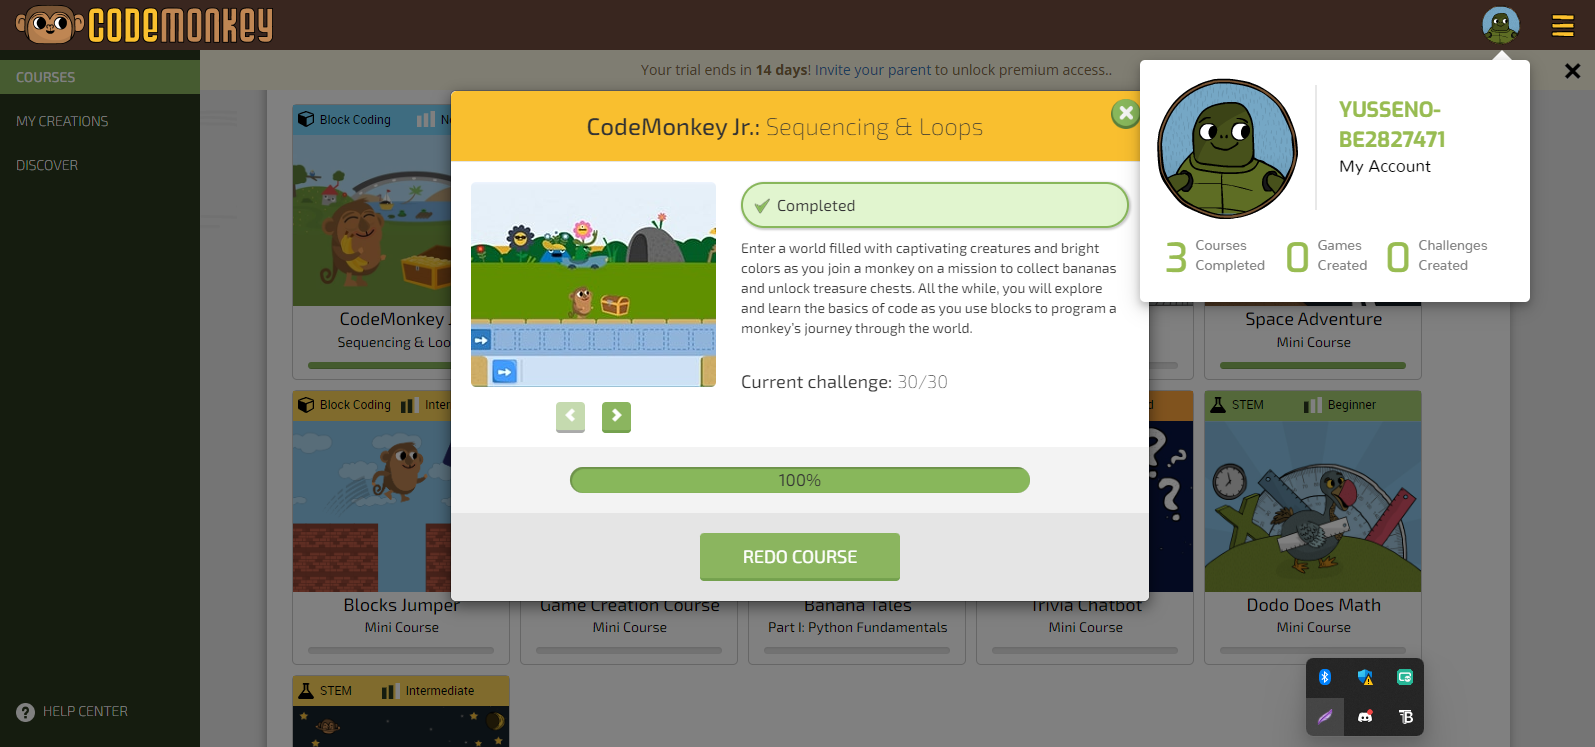 CODEMONKEY
COURSES
MY CREATIONS
DISCOVER
HELP CENTER
Your trial ends in 14 days! Invite your parent to unlock premium access..
YUSSENO-
BE2827471
My Account
3 Courses Completed
0 Games Created
0 Challenges Created
CodeMonkey Jr.: Sequencing & Loops
Completed
Enter a world filled with captivating creatures and bright
colors as you join a monkey on a mission to collect bananas
and unlock treasure chests. All the while, you will explore
and learn the basics of code as you use blocks to program a
monkey's journey through the world.
Current challenge: 30/30
100%
REDO COURSE
Block Coding
CodeMonkey
Sequencing &
Space Adventure
Mini Course
Block Coding
Blocks Jumper
Mini Course
Game Creation Course
Mini Course
Banana Tales
Part I: Python Fundamentals
Trivia Chatbot
Mini Course
STEM Beginner
Dodo Does Math
Mini Course
STEM Intermediate